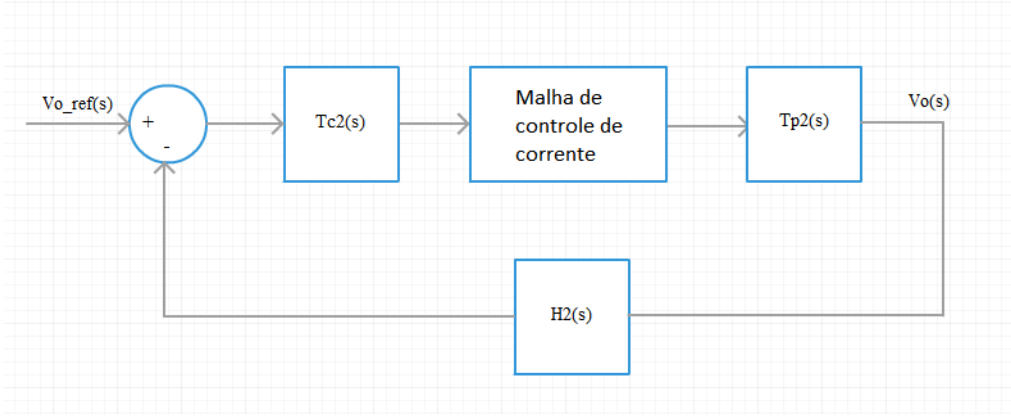 Vo_ref(s)
+
-
Tc2(s)
Malha de
controle de
corrente
Tp2(s)
Vo(s)
H2(s)